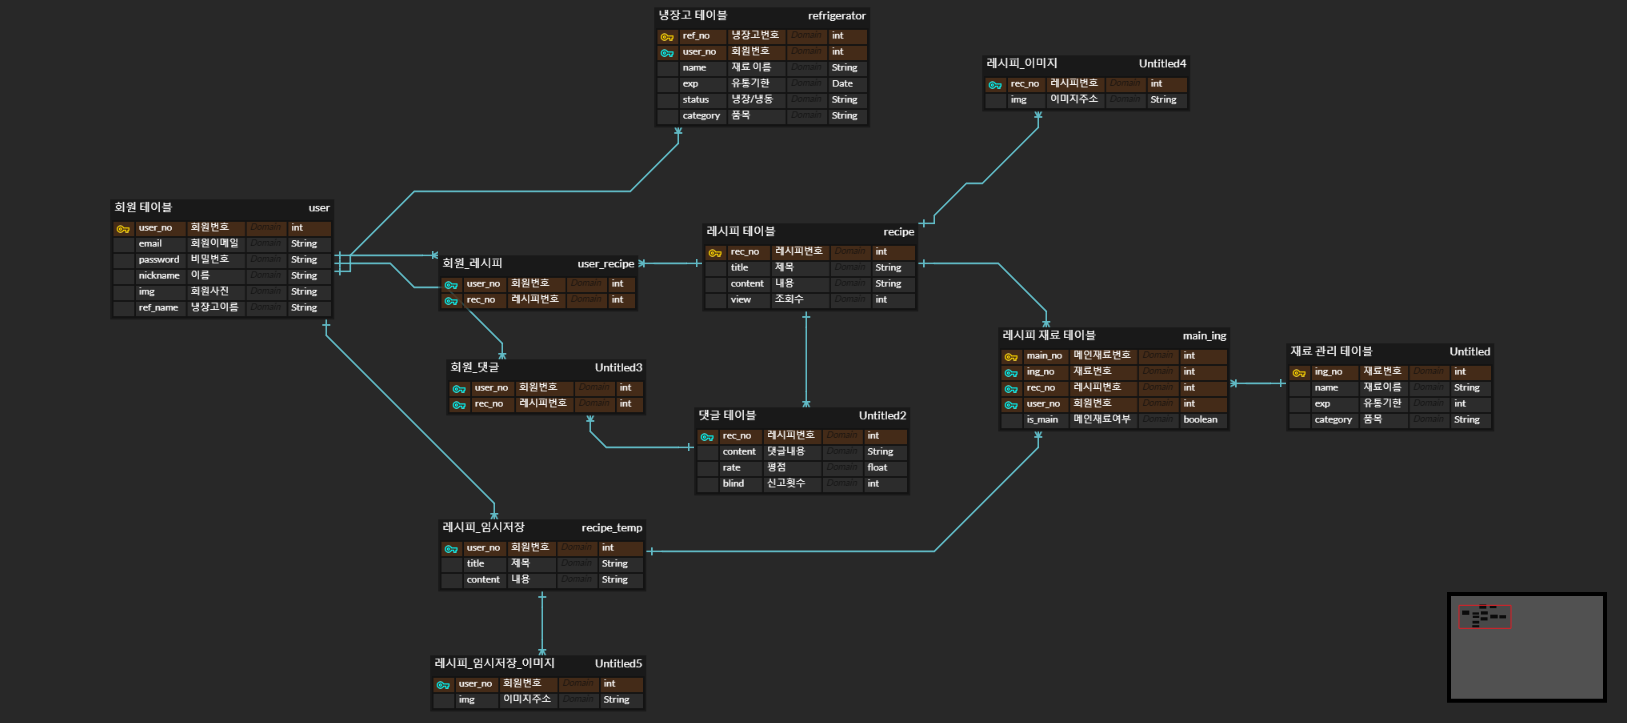 냉장고 테이블 refrigerator
ref_no 냉장고번호 Domain int
user_no 회원번호 Domain int
name 재료 이름 Domain String
exp 유통기한 Domain Date
status 냉장/냉동 Domain String
category 품목 Domain String
레시피_이미지 Untitled4
rec_no 레시피번호 Domain int
img 이미지주소 Domain String
회원 테이블 user
user_no 회원번호 Domain int
email 회원이메일 Domain String
password 비밀번호 Domain String
nickname 이름 Domain String
img 회원사진 Domain String
ref_name 냉장고이름 Domain String
회원_레시피 user_recipe
user_no 회원번호 Domain int
rec_no 레시피번호 Domain int
레시피 테이블 recipe
rec_no 레시피번호 Domain int
title 제목 Domain String
content 내용 Domain String
view 조회수 Domain int
레시피 재료 테이블 main_ing
main_no 메인재료번호 Domain int
ing_no 재료번호 Domain int
rec_no 레시피번호 Domain int
user_no 회원번호 Domain int
is_main 메인재료여부 Domain boolean
재료 관리 테이블 Untitled
ing_no 재료번호 Domain int
name 재료이름 Domain String
exp 유통기한 Domain int
category 품목 Domain String
회원_댓글 Untitled3
user_no 회원번호 Domain int
rec_no 레시피번호 Domain int
댓글 테이블 Untitled2
rec_no 레시피번호 Domain int
content 댓글내용 Domain String
rate 평점 Domain float
blind 신고횟수 Domain int
레시피_임시저장 recipe_temp
user_no 회원번호 Domain int
title 제목 Domain String
content 내용 Domain String
레시피_임시저장_이미지 Untitled5
user_no 회원번호 Domain int
img 이미지주소 Domain String